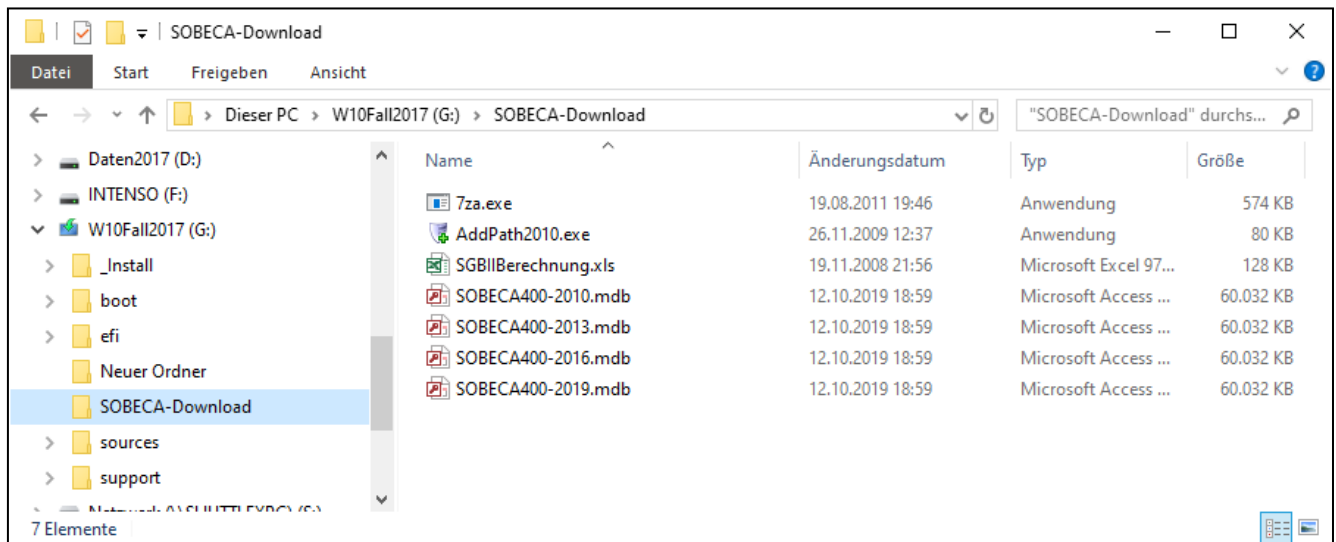 SOBECA-Download
Datei Start Freigeben Ansicht
Dieser PC > W10Fall2017 (G:) > SOBECA-Download "SOBECA-Download" durchs...
Daten2017 (D:)
INTENSO (F:)
W10Fall2017 (G:)
_Install
boot
efi
Neuer Ordner
SOBECA-Download
sources
support
Name Änderungsdatum Typ Größe
7za.exe 19.08.2011 19:46 Anwendung 574 KB
AddPath2010.exe 26.11.2009 12:37 Anwendung 80 KB
SGBIIBerechnung.xls 19.11.2008 21:56 Microsoft Excel 97... 128 KB
SOBECA400-2010.mdb 12.10.2019 18:59 Microsoft Access ... 60.032 KB
SOBECA400-2013.mdb 12.10.2019 18:59 Microsoft Access ... 60.032 KB
SOBECA400-2016.mdb 12.10.2019 18:59 Microsoft Access ... 60.032 KB
SOBECA400-2019.mdb 12.10.2019 18:59 Microsoft Access ... 60.032 KB
7 Elemente